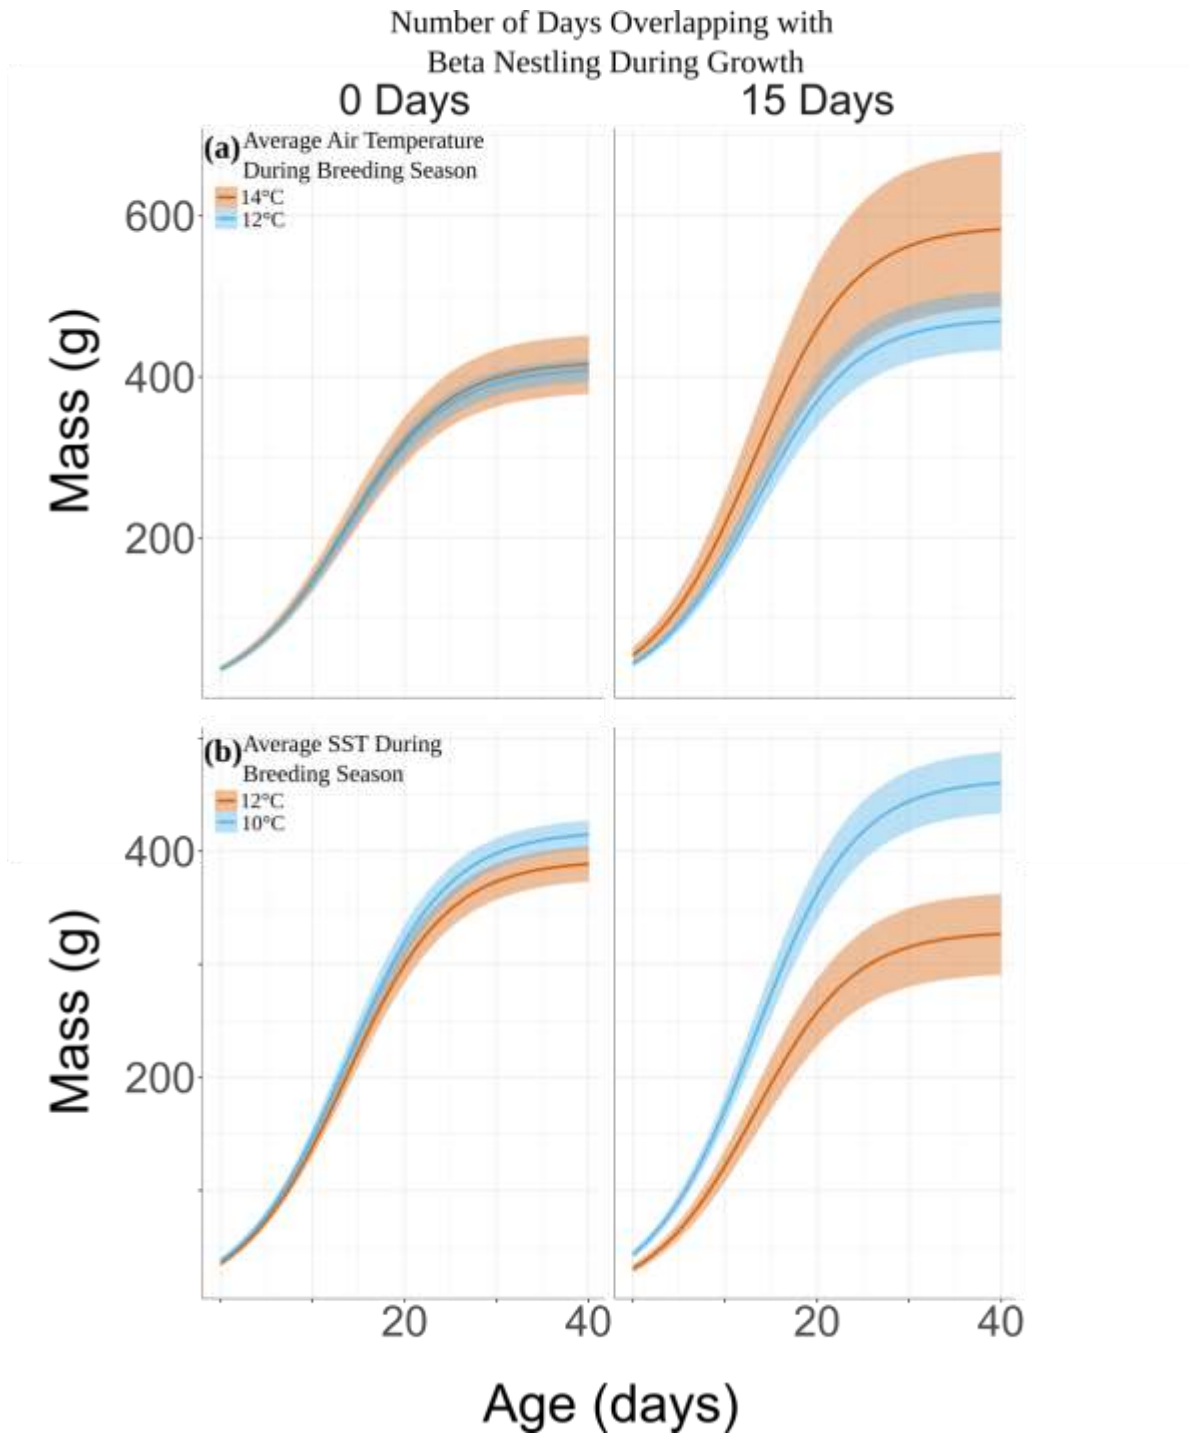 Number of Days Overlapping with
Beta Nestling During Growth
0 Days
15 Days
(a) Average Air Temperature
During Breeding Season
14°C
12°C
Mass (g)
600
400
200
(b) Average SST During
Breeding Season
12°C
10°C
Mass (g)
400
200
20
40
20
40
Age (days)